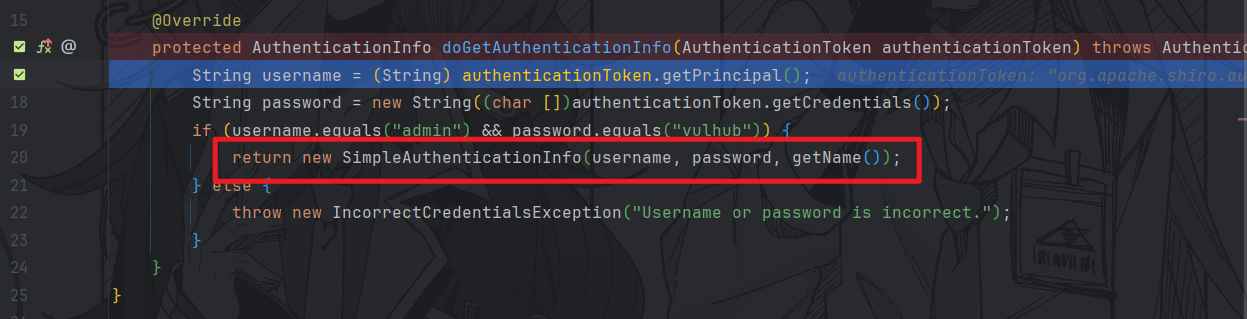 15 @Override
protected AuthenticationInfo doGetAuthenticationInfo(AuthenticationToken authenticationToken) throws Authentic
String username = (String) authenticationToken.getPrincipal(); authenticationToken: "org.apache.shiro.au
18 String password = new String((char [])authenticationToken.getCredentials());
19 if (username.equals("admin") && password.equals("vulhub")) {
20 return new SimpleAuthenticationInfo(username, password, getName());
21 } else {
22 throw new IncorrectCredentialsException("Username or password is incorrect.");
23 }
24 }
25 }